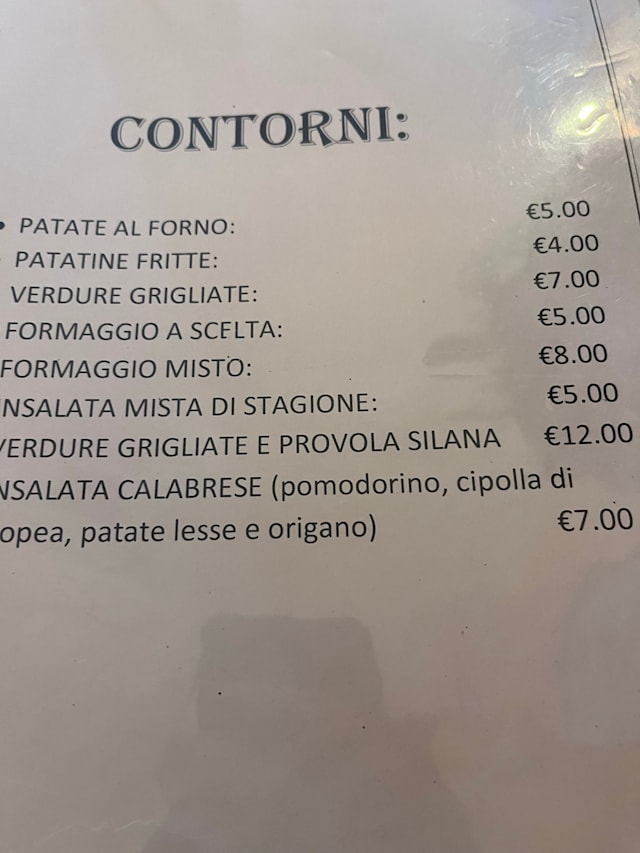 CONTORNI:
• PATATE AL FORNO: €5.00
PATATINE FRITTE: €4.00
VERDURE GRIGLIATE: €7.00
FORMAGGIO A SCELTA: €5.00
FORMAGGIO MISTO: €8.00
NSALATA MISTA DI STAGIONE: €5.00
VERDURE GRIGLIATE E PROVOLA SILANA €12.00
NSALATA CALABRESE (pomodorino, cipolla di
opea, patate lesse e origano) €7.00